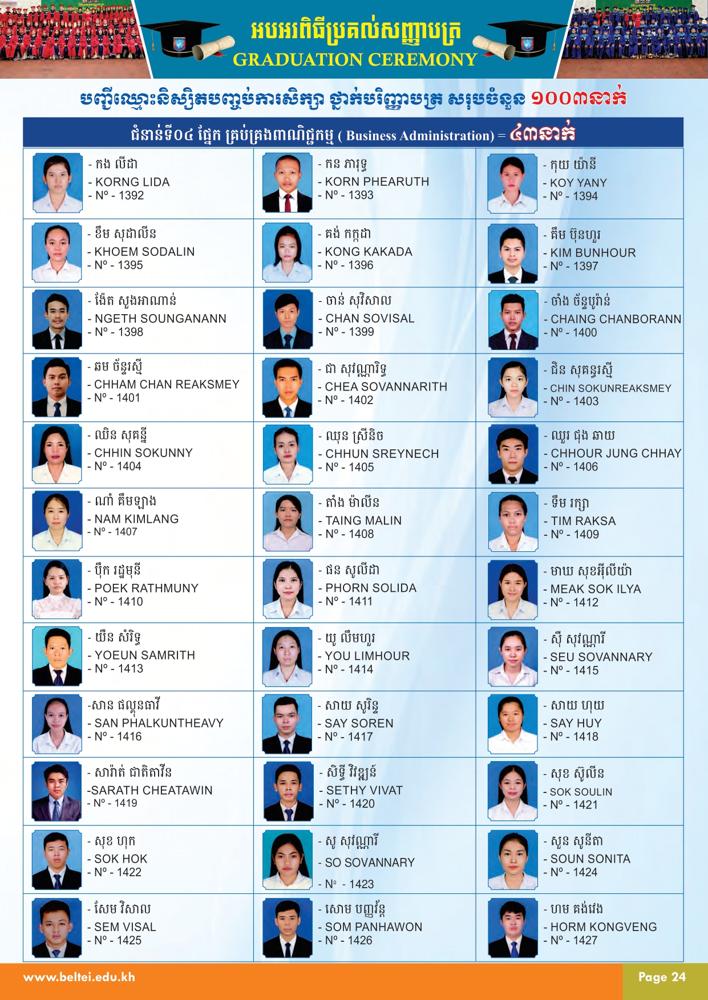 អបអរពិធីប្រគល់សញ្ញាបត្រ
GRADUATION CEREMONY
បញ្ជីឈ្មោះនិស្សិតបញ្ចប់ការសិក្សា ថ្នាក់បរិញ្ញាបត្រ សរុបចំនួន ១០០៣នាក់
ជំនាន់ទី០៤ ផ្នែក គ្រប់គ្រងពាណិជ្ជកម្ម ( Business Administration) = ៤៣នាក់
- កង លីដា
- KORNG LIDA
- Nº - 1392
- កន ភារុទ្ធ
- KORN PHEARUTH
- Nº - 1393
- កុយ យ៉ានី
- KOY YANY
- Nº - 1394
- ខឹម សុដាលីន
- KHOEM SODALIN
- Nº - 1395
- គង់ កក្កដា
- KONG KAKADA
- Nº - 1396
- គឹម ប៊ុនហួរ
- KIM BUNHOUR
- Nº - 1397
- ង៉ែត សួងអាណាន់
- NGETH SOUNGANANN
- Nº - 1398
- ចាន់ សុវិសាល
- CHAN SOVISAL
- Nº - 1399
- ចាំង ច័ន្ទបូរ៉ាន់
- CHAING CHANBORANN
- Nº - 1400
- ឆម ច័ន្ទរស្មី
- CHHAM CHAN REAKSMEY
- Nº - 1401
- ជា សុវណ្ណារិទ្ធ
- CHEA SOVANNARITH
- Nº - 1402
- ជិន សុគន្ធរស្មី
- CHIN SOKUNREAKSMEY
- Nº - 1403
- ឈិន សុគន្នី
- CHHIN SOKUNNY
- Nº - 1404
- ឈុន ស្រីនិច
- CHHUN SREYNECH
- Nº - 1405
- ឈួរ ជុង ឆាយ
- CHHOUR JUNG CHHAY
- Nº - 1406
- ណាំ គឹមឡាង
- NAM KIMLANG
- Nº - 1407
- តាំង ម៉ាលីន
- TAING MALIN
- Nº - 1408
- ទឹម រក្សា
- TIM RAKSA
- Nº - 1409
- ប៉ឹក រដ្ឋមុនី
- POEK RATHMUNY
- Nº - 1410
- ផន សូលីដា
- PHORN SOLIDA
- Nº - 1411
- មាឃ សុខអ៊ីលីយ៉ា
- MEAK SOK ILYA
- Nº - 1412
- យឺន សំរិទ្ធ
- YOEUN SAMRITH
- Nº - 1413
- យូ លឹមហួរ
- YOU LIMHOUR
- Nº - 1414
- ស៊ឺ សុវណ្ណារី
- SEU SOVANNARY
- Nº - 1415
-សាន ផល្គុនធាវី
- SAN PHALKUNTHEAVY
- Nº - 1416
- សាយ សូរិន្ទ
- SAY SOREN
- Nº - 1417
- សាយ ហុយ
- SAY HUY
- Nº - 1418
- សារ៉ាត់ ជាតិតាវីន
-SARATH CHEATAWIN
- Nº - 1419
- សិទ្ធី វិវឌ្ឍន៍
- SETHY VIVAT
- Nº - 1420
- សុខ ស៊ូលីន
- SOK SOULIN
- Nº - 1421
- សុខ ហុក
- SOK HOK
- Nº - 1422
- សូ សុវណ្ណារី
- SO SOVANNARY
- Nº - 1423
- សួន សូនីតា
- SOUN SONITA
- Nº - 1424
- សែម វិសាល
- SEM VISAL
- Nº - 1425
- សោម បញ្ញវ័ន្ត
- SOM PANHAWON
- Nº - 1426
- ហម គង់វេង
- HORM KONGVENG
- Nº - 1427
www.beltei.edu.kh
Page 24